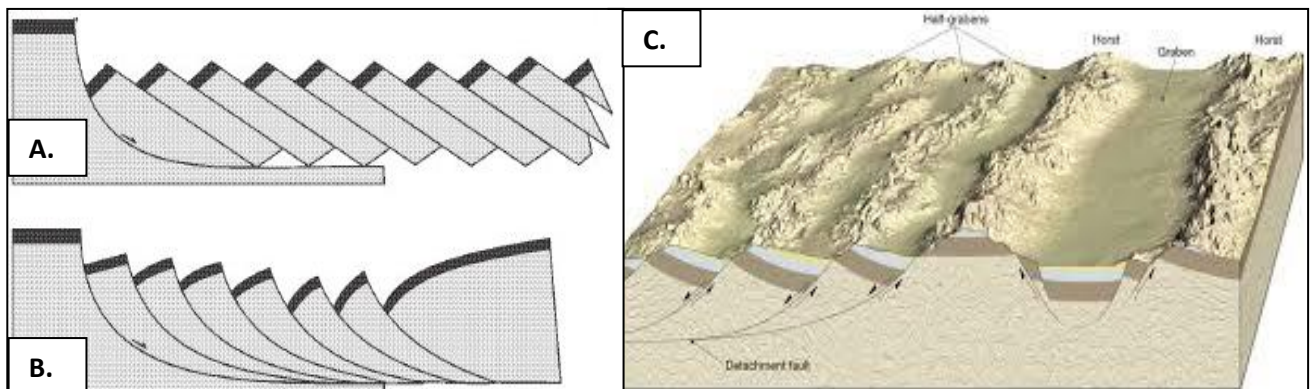 A.
B.
C.
Half-grabens
Horst
Graben
Horst
Detachment fault